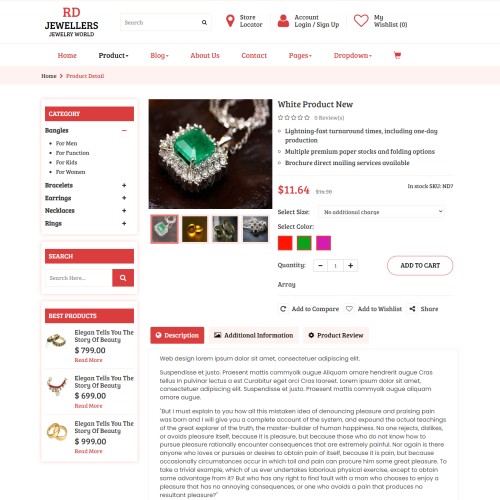 RD
JEWELLERS
JEWELRY WORLD
Search
Store
Locator
Account
Login / Sign Up
My
Wishlist (0)
Home
Product
Blog
About Us
Contact
Pages
Dropdown
Home > Product Detail
CATEGORY
Bangles
For Men
For Function
For Kids
For Women
Bracelets
Earrings
Necklaces
Rings
SEARCH
Search Here...
BEST PRODUCTS
Elegan Tells You The
Story Of Beauty
$ 799.00
Read More
Elegan Tells You The
Story Of Beauty
$ 699.00
Read More
Elegan Tells You The
Story Of Beauty
$ 999.00
Read More
White Product New
0 Review(s)
Lightning-fast turnaround times, including one-day
production
Multiple premium paper stocks and folding options
Brochure direct mailing services available
$11.64
In stock SKU: ND7
Select Size:
No additional charge
Select Color:
Quantity:
1
ADD TO CART
Array
Add to Compare
Add to Wishlist
Share
Description
Additional Information
Product Review
Web design lorem ipsum dolor sit amet, consectetuer adipiscing elit.
Suspendisse et justo. Praesent mattis commyolk augue Aliquam ornare hendrerit augue Cras
tellus In pulvinar lectus a est Curabitur eget orci Cras laoreet. Lorem ipsum dolor sit amet,
consectetuer adipiscing elit. Suspendisse et justo. Praesent mattis commyolk augue aliquam
ornare augue.
"But I must explain to you how all this mistaken idea of denouncing pleasure and praising pain
was born and I will give you a complete account of the system, and expound the actual teachings
of the great explorer of the truth, the master-builder of human happiness. No one rejects, dislikes,
or avoids pleasure itself, because it is pleasure, but because those who do not know how to
pursue pleasure rationally encounter consequences that are extremely painful. Nor again is there
anyone who loves or pursues or desires to obtain pain of itself, because it is pain, but because
occasionally circumstances occur in which toil and pain can procure him some great pleasure. To
take a trivial example, which of us ever undertakes laborious physical exercise, except to obtain
some advantage from it? But who has any right to find fault with a man who chooses to enjoy a
pleasure that has no annoying consequences, or one who avoids a pain that produces no
resultant pleasure?"